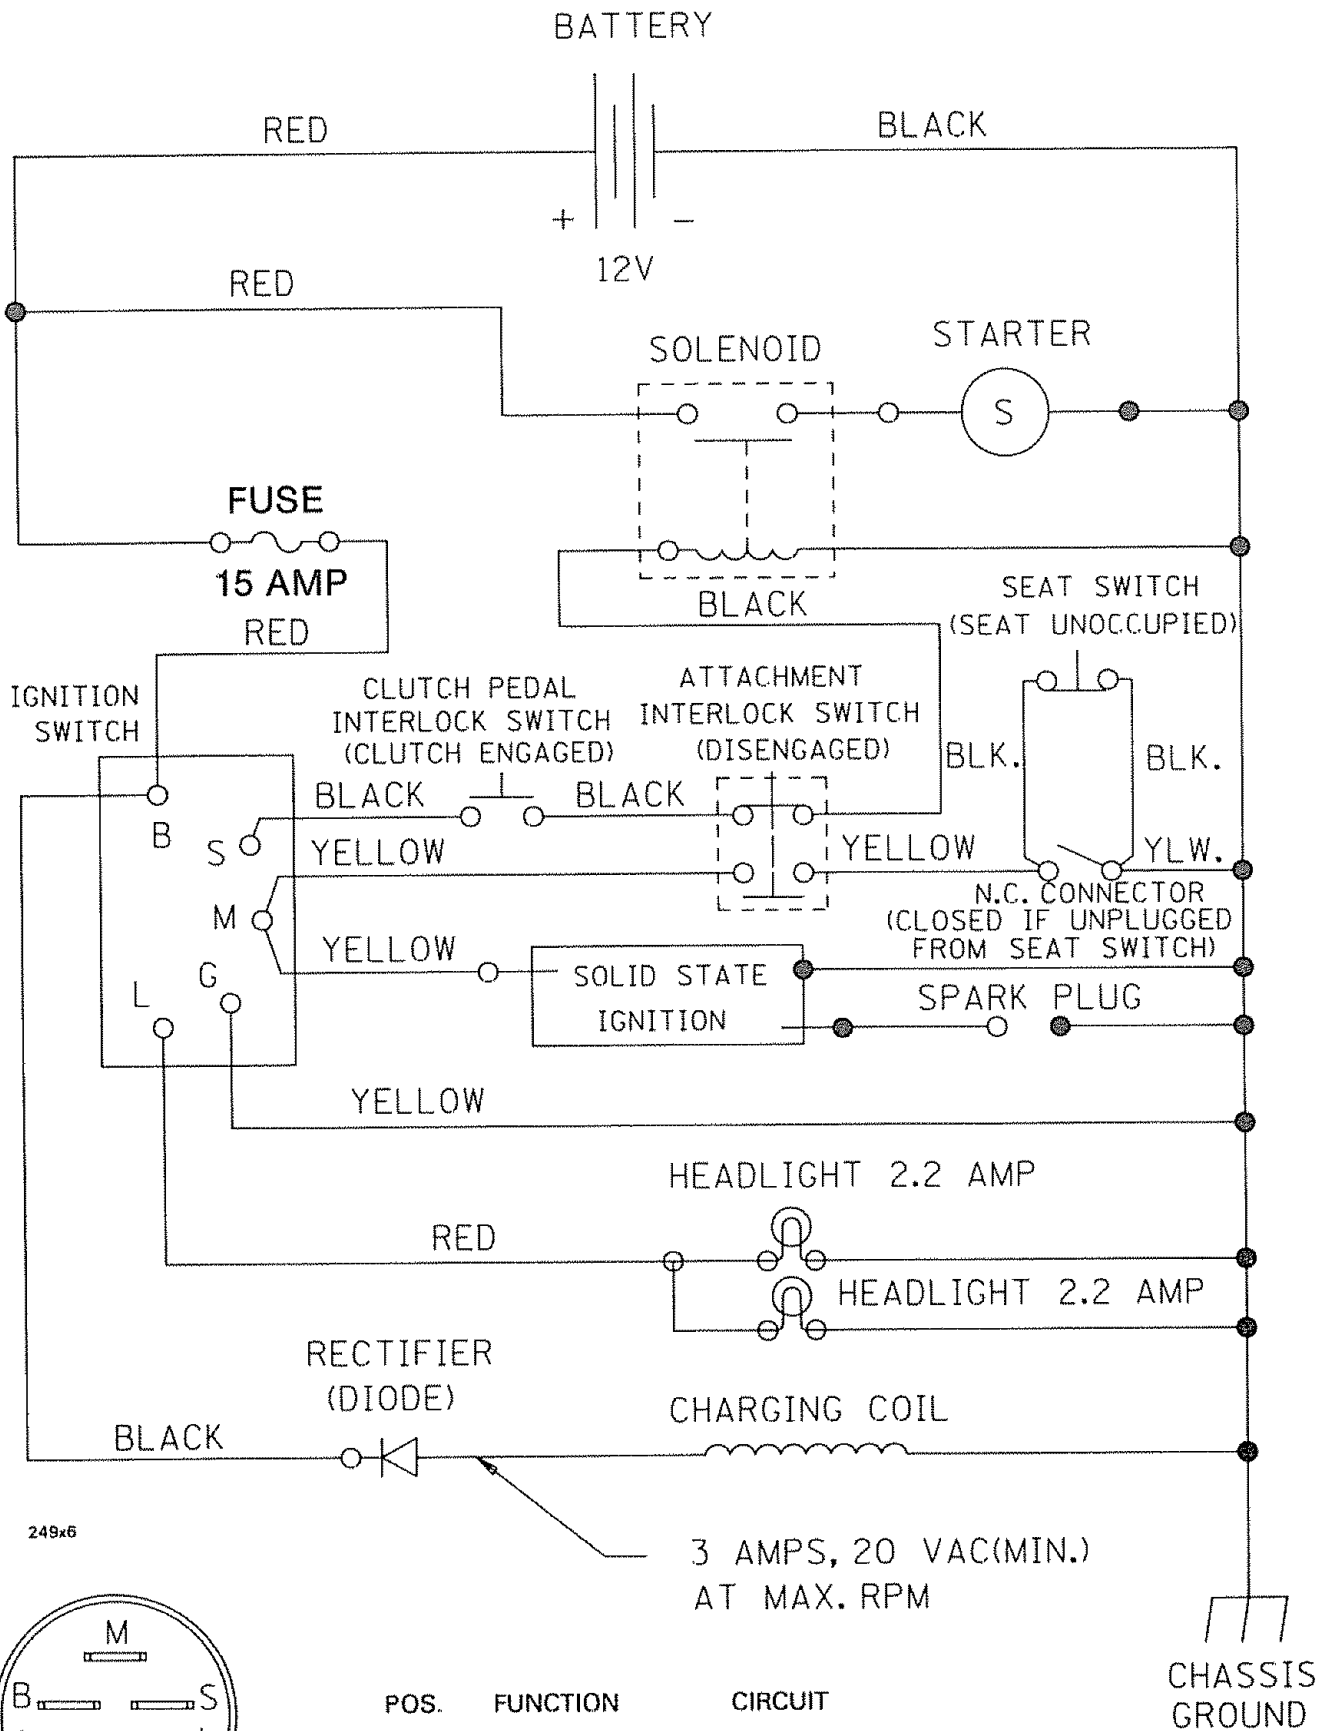 BATTERY
RED
BLACK
+
−
12V
RED
SOLENOID
STARTER
S
FUSE
15 AMP
RED
BLACK
SEAT SWITCH
(SEAT UNOCCUPIED)
IGNITION
SWITCH
CLUTCH PEDAL
INTERLOCK SWITCH
(CLUTCH ENGAGED)
ATTACHMENT
INTERLOCK SWITCH
(DISENGAGED)
BLK.
BLK.
B
BLACK
BLACK
S
YELLOW
YELLOW
YLW.
N.C. CONNECTOR
(CLOSED IF UNPLUGGED
FROM SEAT SWITCH)
M
YELLOW
SOLID STATE
IGNITION
SPARK PLUG
G
L
YELLOW
HEADLIGHT 2.2 AMP
RED
HEADLIGHT 2.2 AMP
RECTIFIER
(DIODE)
CHARGING COIL
BLACK
249x6
3 AMPS, 20 VAC(MIN.)
AT MAX. RPM
CHASSIS
GROUND
M
B
S
POS. FUNCTION CIRCUIT